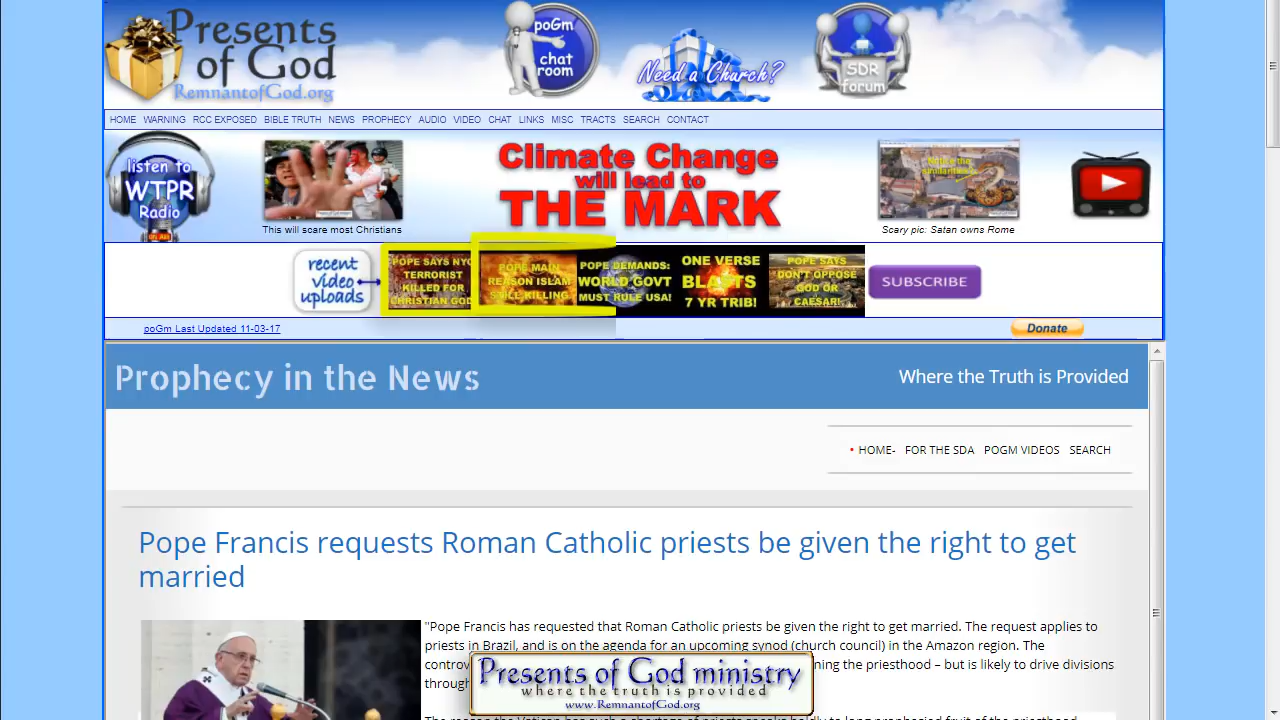 Presents
of God
RemnantofGod.org
poGm
chat
room
Need a Church?
SDR
forum
HOME WARNING RCC EXPOSED BIBLE TRUTH NEWS PROPHECY AUDIO VIDEO CHAT LINKS MISC TRACTS SEARCH CONTACT
listen to
WTPR
Radio
ON AIR
This will scare most Christians
Climate Change
will lead to
THE MARK
Notice the
similarities
Scary pic: Satan owns Rome
recent
video
uploads
POPE SAYS NYC
TERRORIST
KILLED FOR
CHRISTIAN GOD
POPE MAIN
REASON ISLAM
STILL KILLING
POPE DEMANDS:
WORLD GOVT
MUST RULE USA!
ONE VERSE
BLASTS
7 YR TRIB!
POPE SAYS
DON'T OPPOSE
GOD OR
CAESAR!
SUBSCRIBE
poGm Last Updated 11-03-17
Donate
Prophecy in the News
Where the Truth is Provided
HOME- FOR THE SDA POGM VIDEOS SEARCH
Pope Francis requests Roman Catholic priests be given the right to get
married
"Pope Francis has requested that Roman Catholic priests be given the right to get married. The request applies to
priests in Brazil, and is on the agenda for an upcoming synod (church council) in the Amazon region. The
the priesthood – but is likely to drive divisions
Presents of God ministry
where the truth is provided
www.RemnantofGod.org